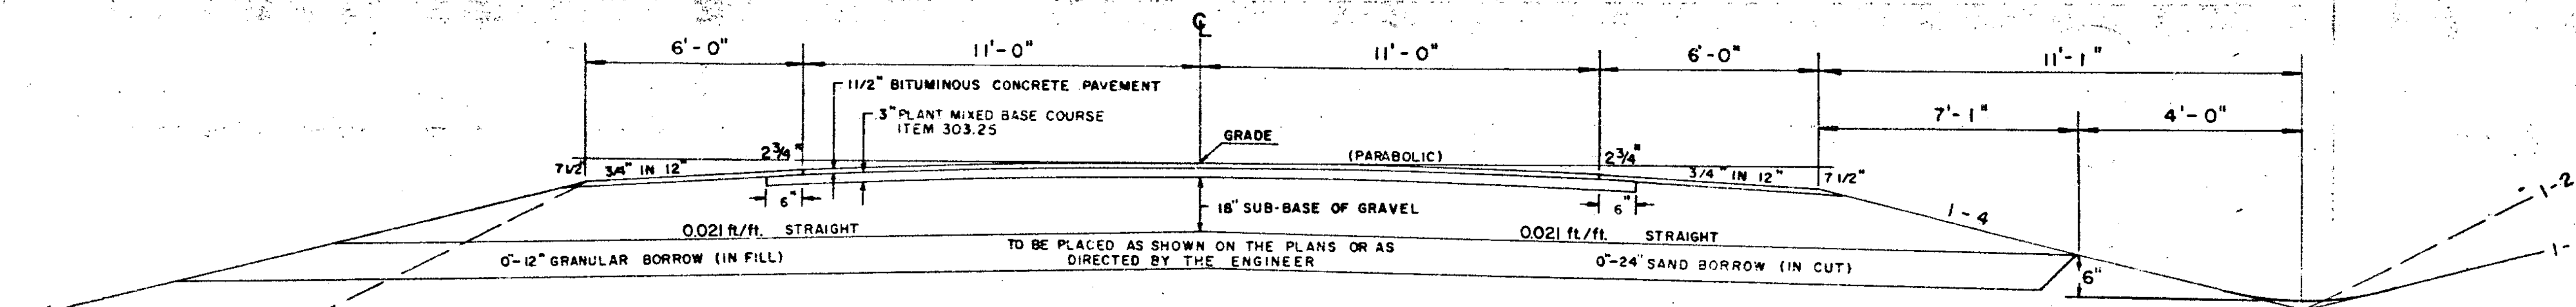 ℄
6'-0"
11'-0"
11'-0"
6'-0"
11'-1"
7'-1"
4'-0"
1 1/2" BITUMINOUS CONCRETE PAVEMENT
3" PLANT MIXED BASE COURSE
ITEM 303.25
GRADE
(PARABOLIC)
2 3/4"
2 3/4"
7 1/2"
3/4" IN 12"
3/4" IN 12"
7 1/2"
6"
18" SUB-BASE OF GRAVEL
6"
1-4
1-2
0.021 ft/ft. STRAIGHT
0.021 ft/ft. STRAIGHT
TO BE PLACED AS SHOWN ON THE PLANS OR AS
DIRECTED BY THE ENGINEER
0"-12" GRANULAR BORROW (IN FILL)
0"-24" SAND BORROW (IN CUT)
6"
1-